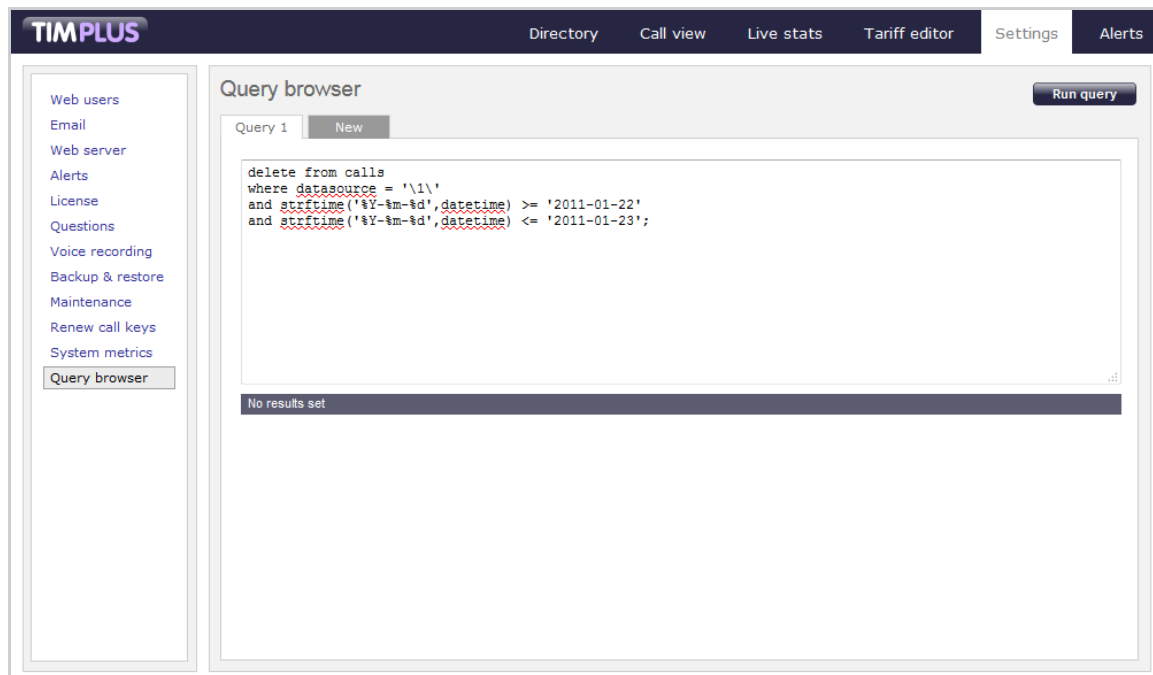 TIMPLUS
Directory Call view Live stats Tariff editor Settings Alerts
Web users
Email
Web server
Alerts
License
Questions
Voice recording
Backup & restore
Maintenance
Renew call keys
System metrics
Query browser
Query browser
Run query
Query 1 New
delete from calls
where datasource = '\1\'
and strftime('%Y-%m-%d',datetime) >= '2011-01-22'
and strftime('%Y-%m-%d',datetime) <= '2011-01-23';
No results set